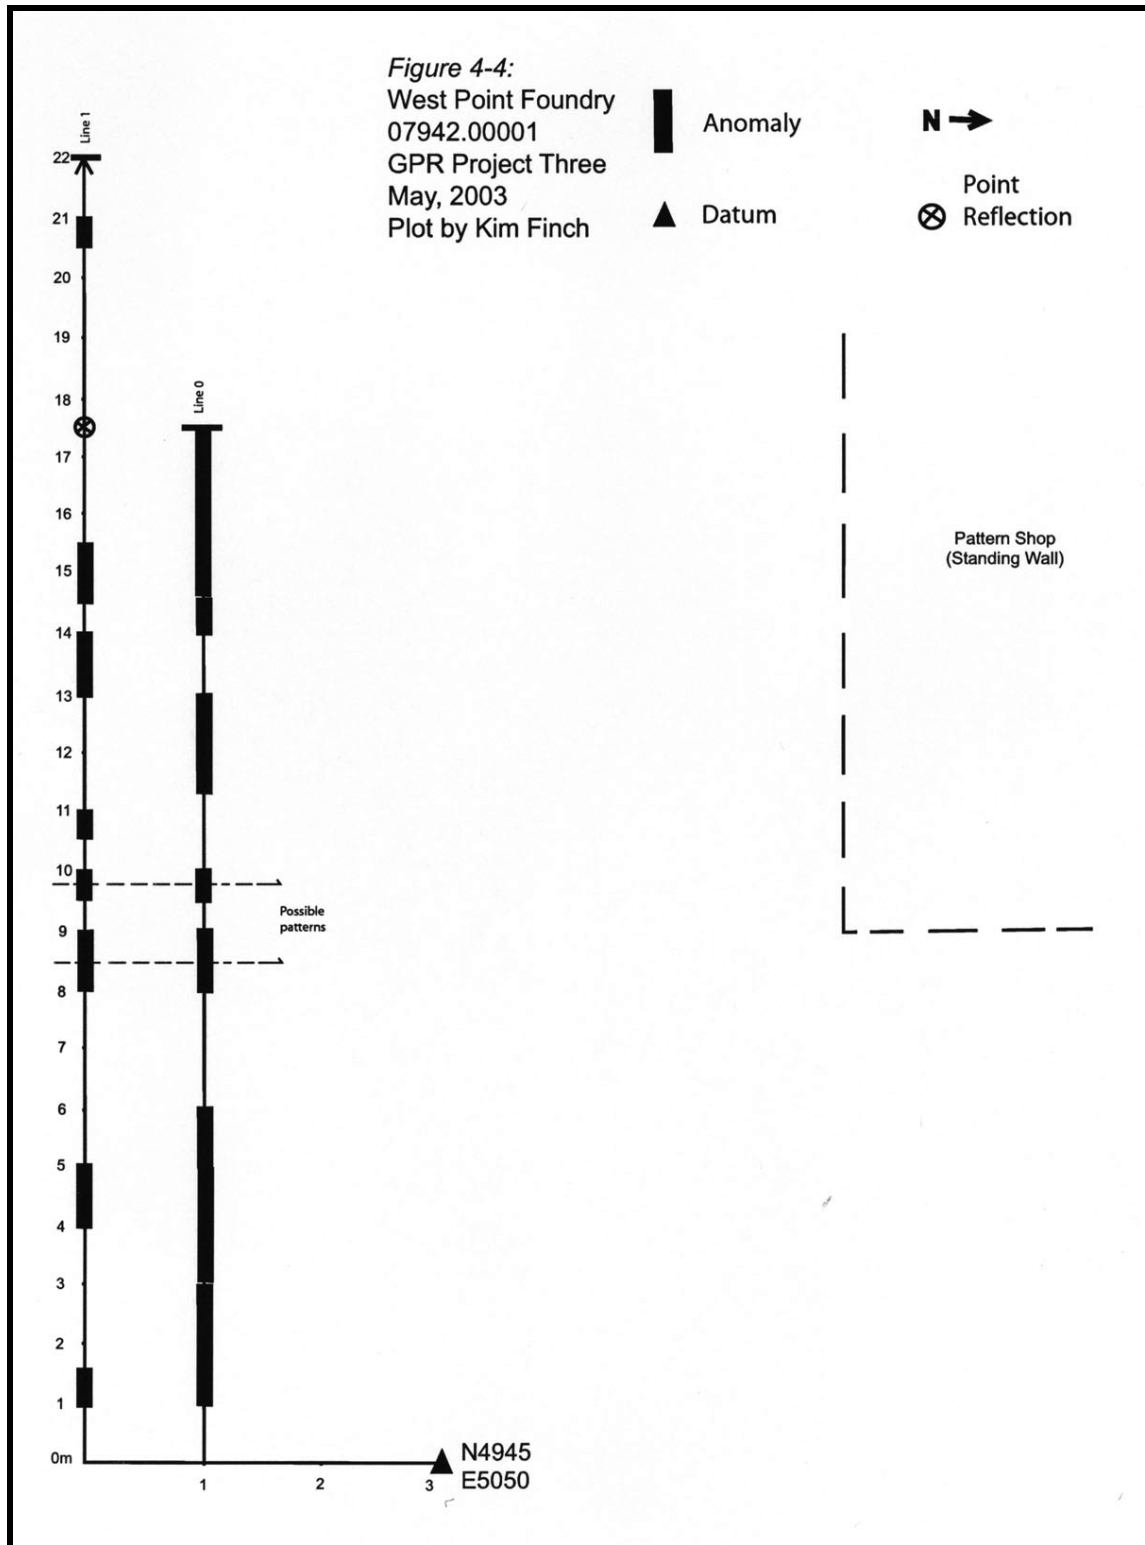 Figure 4-4:
West Point Foundry
07942.00001
GPR Project Three
May, 2003
Plot by Kim Finch
Anomaly
Datum
N
Point
Reflection
Line 1
22
21
20
19
18
17
16
15
14
13
12
11
10
9
8
7
6
5
4
3
2
1
0m
Line 0
Pattern Shop
(Standing Wall)
Possible
patterns
1
2
3
N4945
E5050